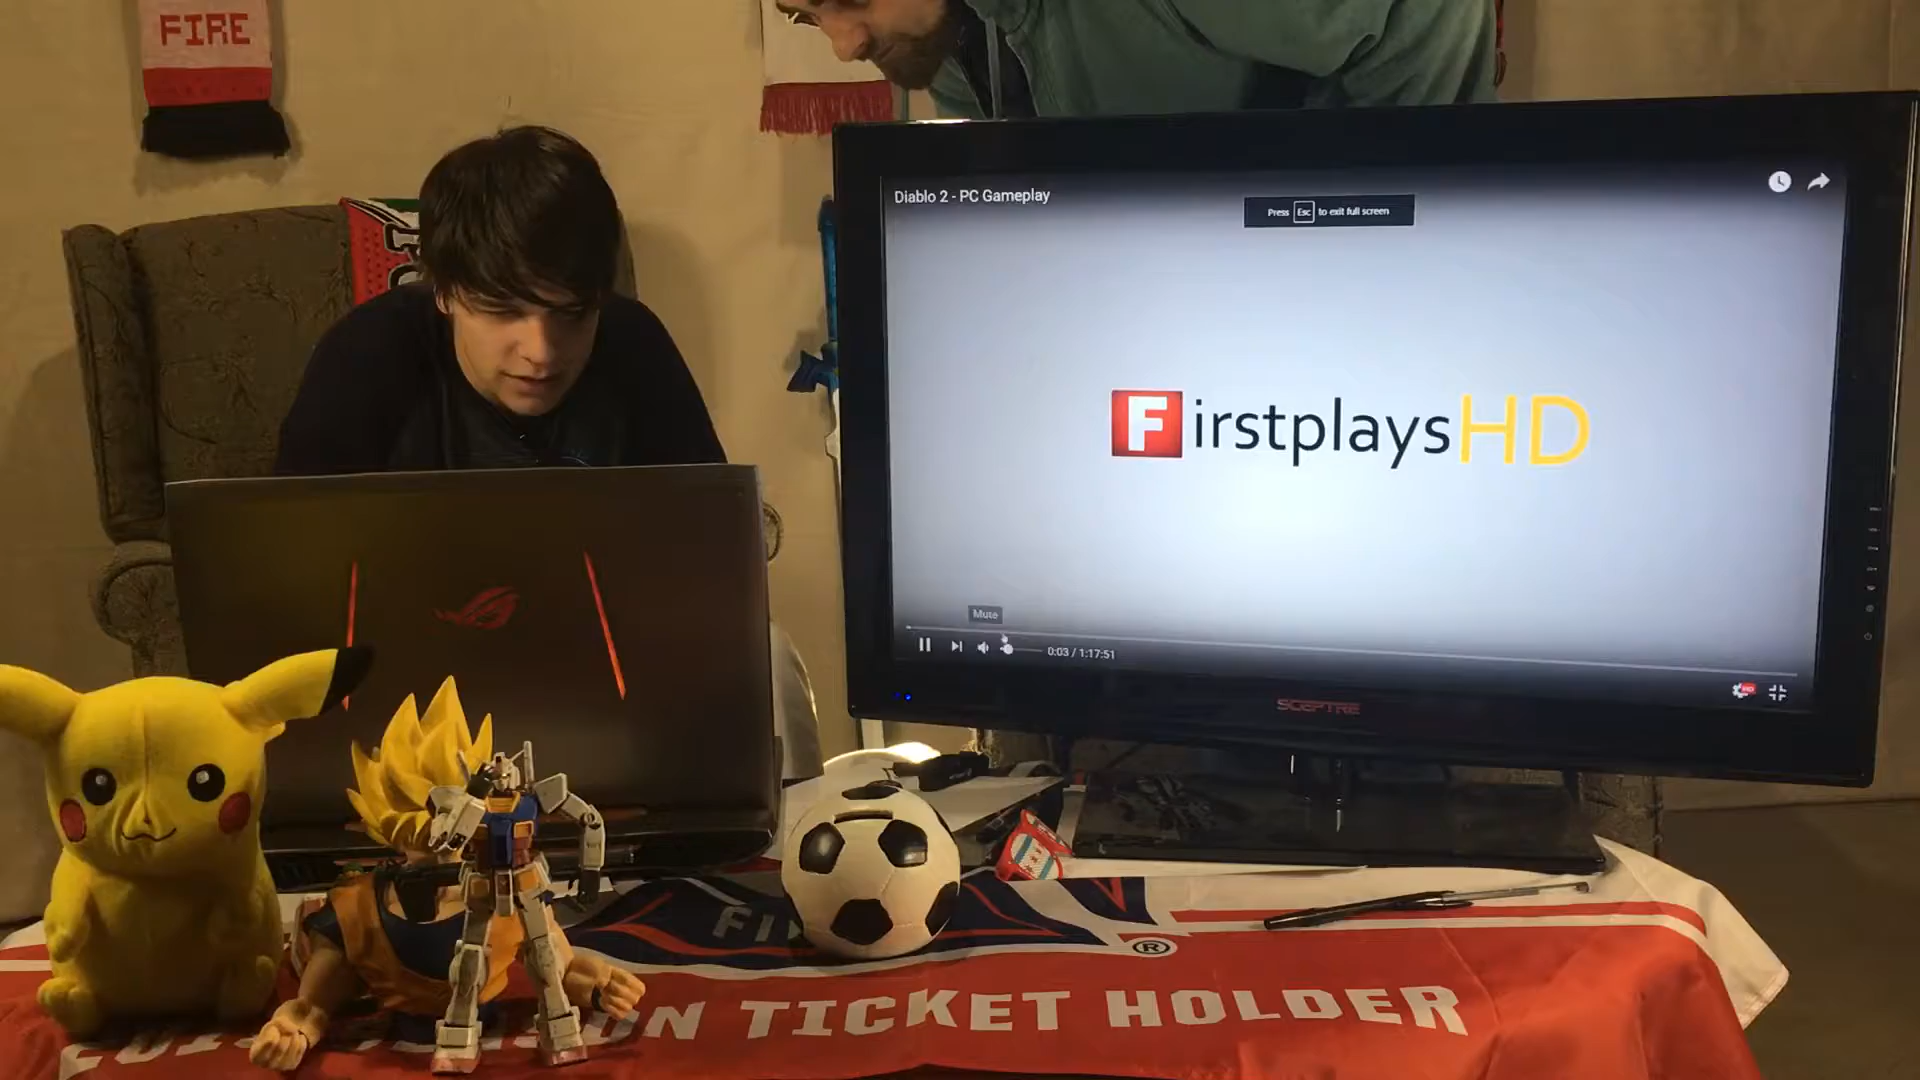 FIRE
Diablo 2 - PC Gameplay
Press Esc to exit full screen
FirstplaysHD
Mute
0:03 / 1:17:51
HD
SCEPTRE
®
TICKET HOLDER